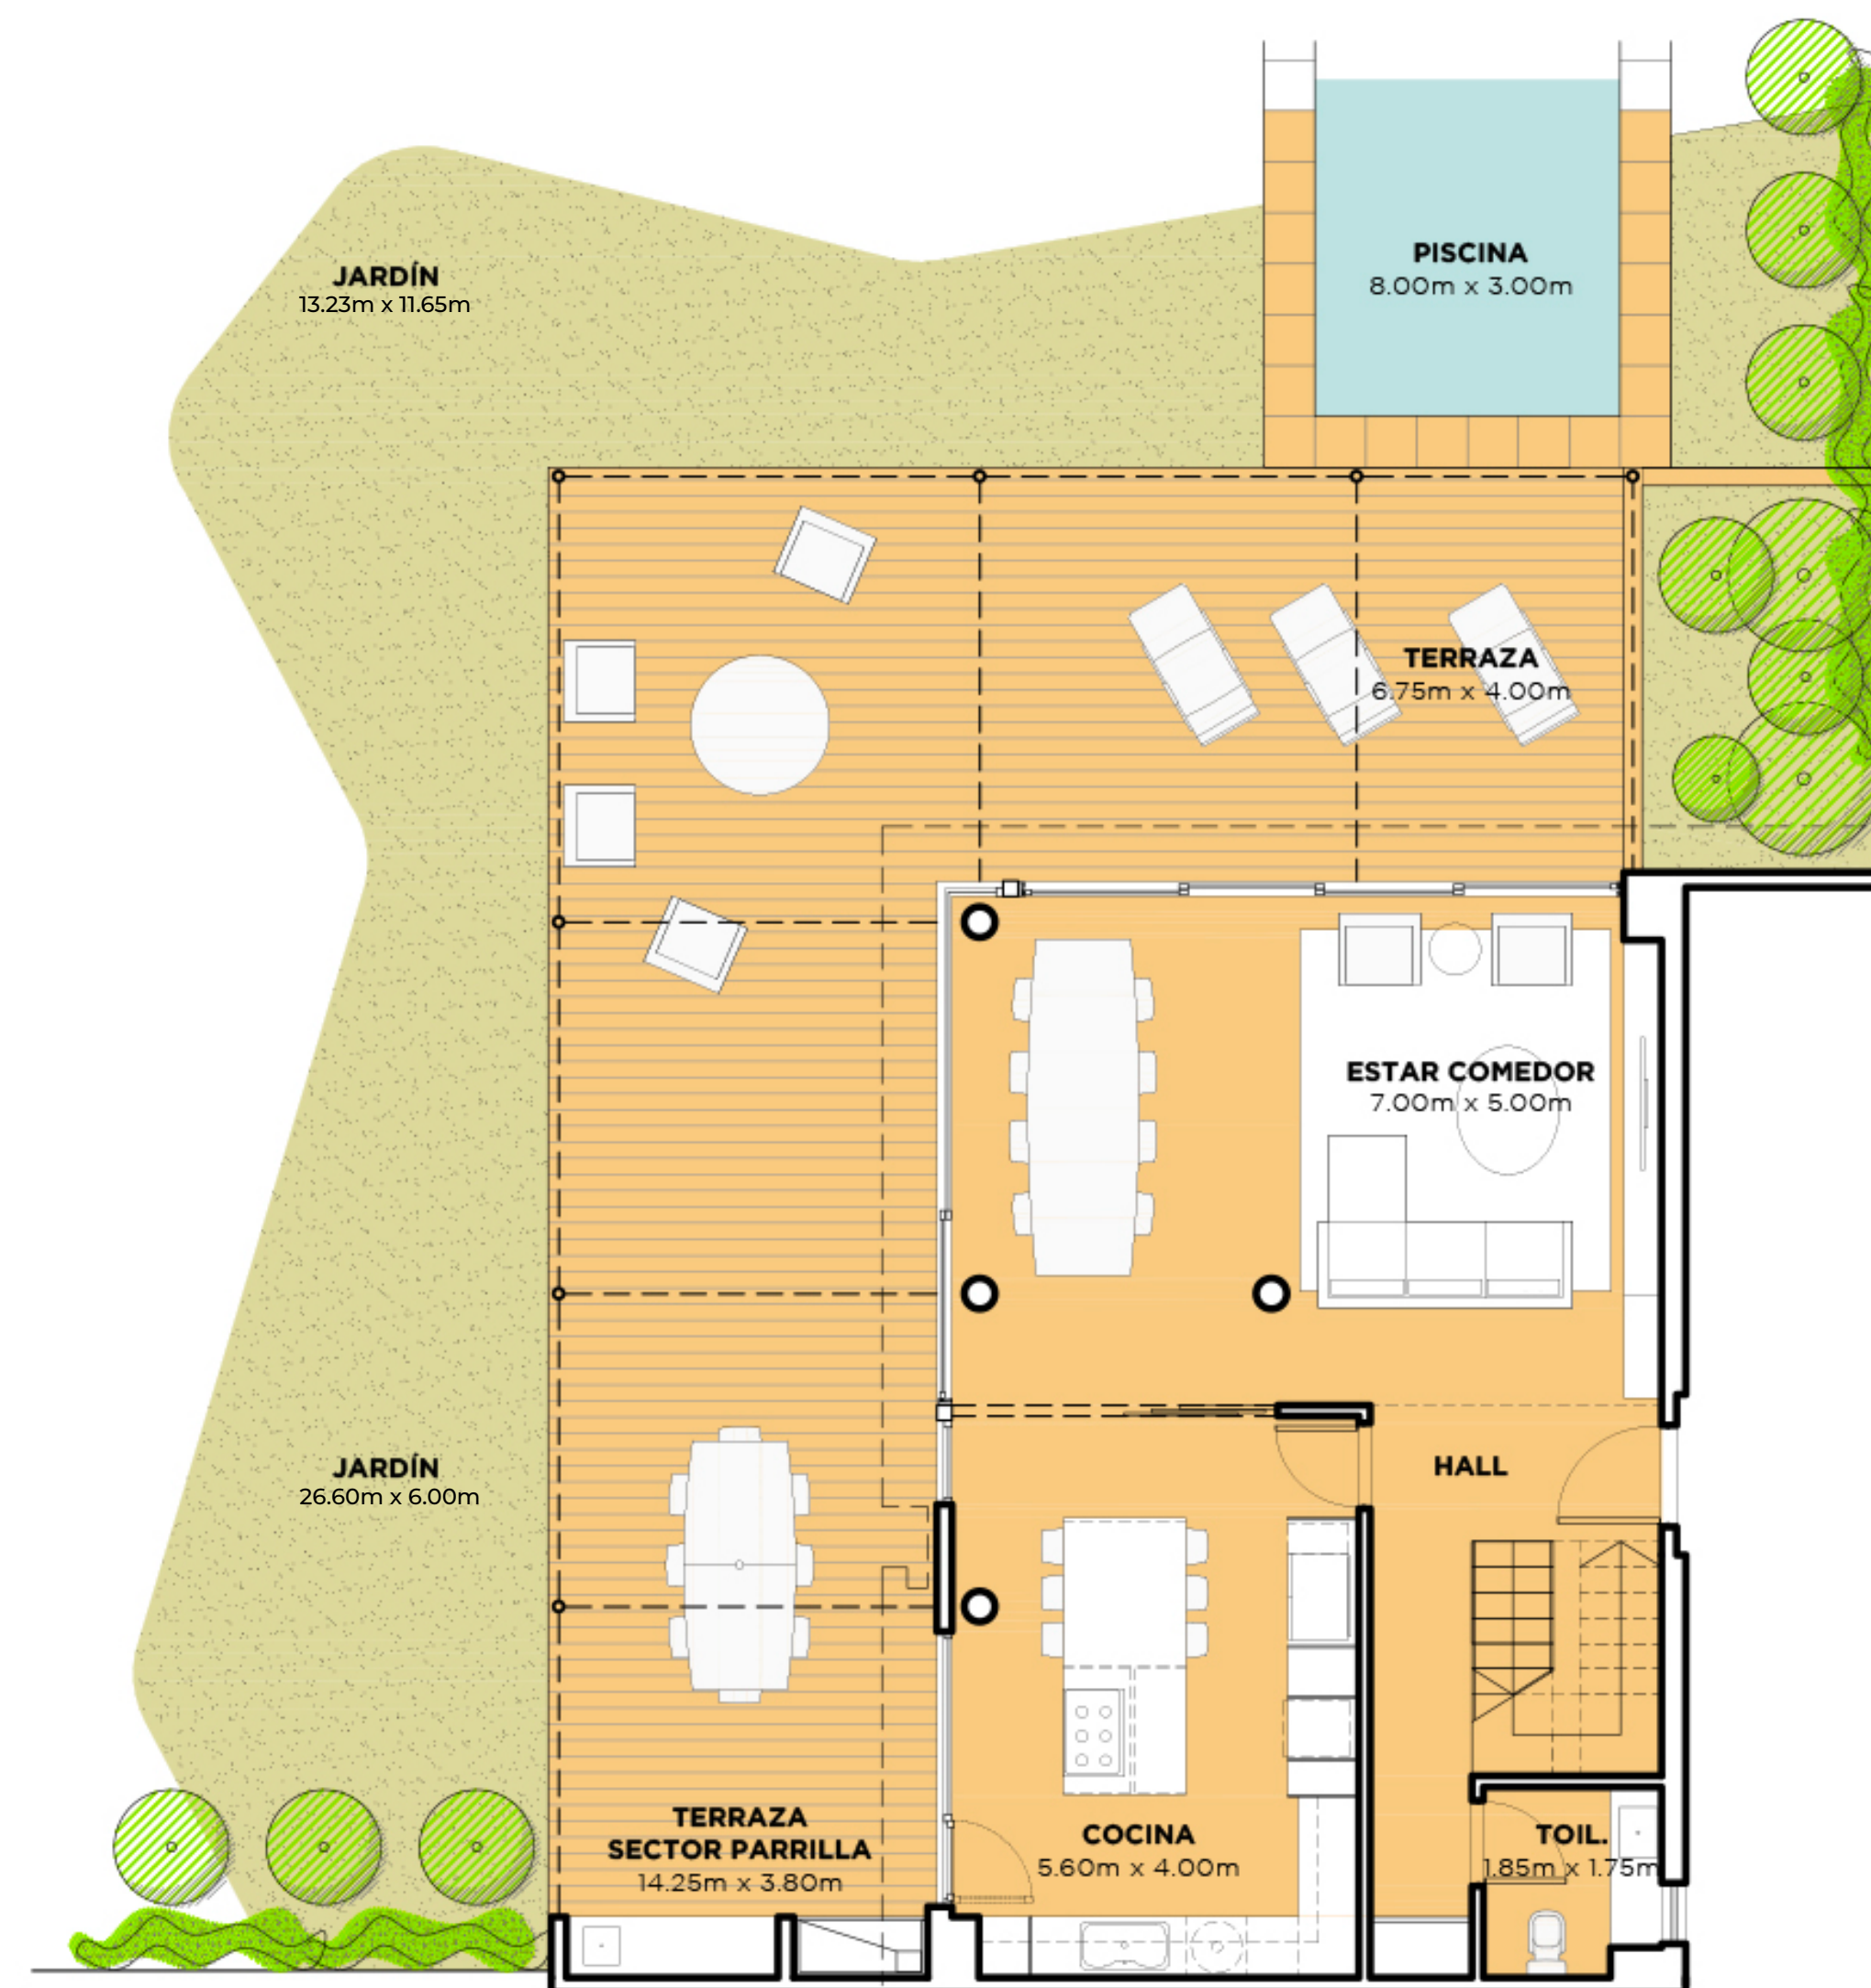 PISCINA
8.00m x 3.00m
JARDÍN
13.23m x 11.65m
TERRAZA
6.75m x 4.00m
ESTAR COMEDOR
7.00m x 5.00m
JARDÍN
26.60m x 6.00m
HALL
TERRAZA
SECTOR PARRILLA
14.25m x 3.80m
COCINA
5.60m x 4.00m
TOIL.
1.85m x 1.75m